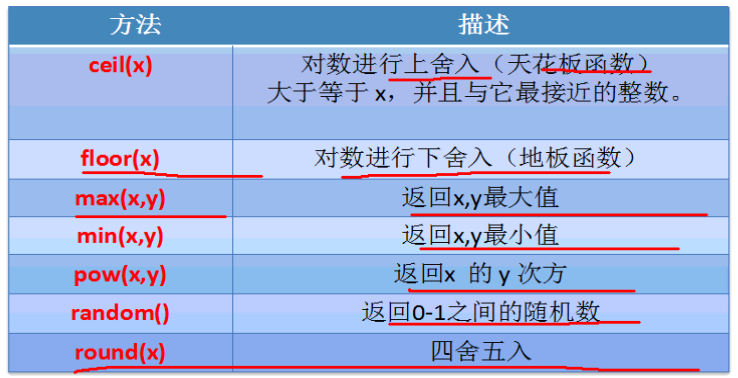 方法 描述
ceil(x) 对数进行上舍入（天花板函数）
大于等于 x，并且与它最接近的整数。
floor(x) 对数进行下舍入（地板函数）
max(x,y) 返回x,y最大值
min(x,y) 返回x,y最小值
pow(x,y) 返回x 的 y 次方
random() 返回0-1之间的随机数
round(x) 四舍五入